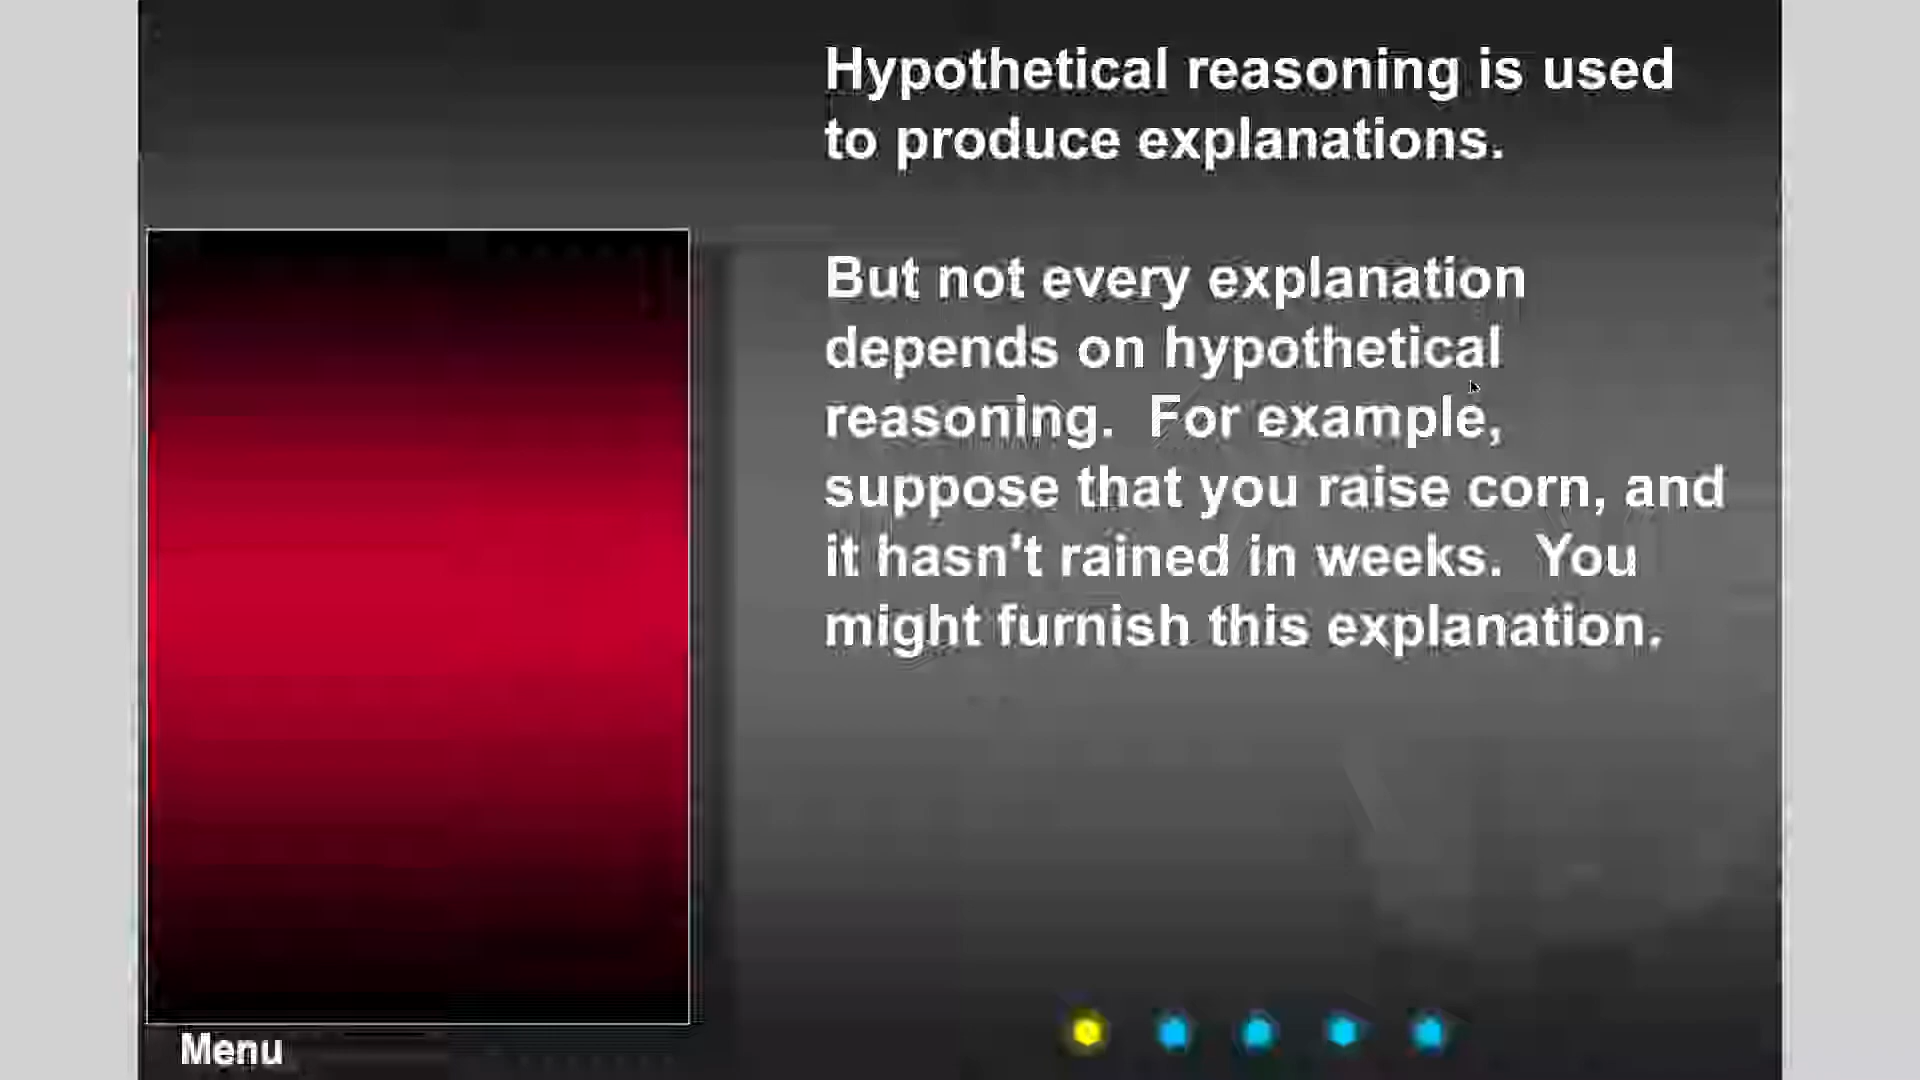 Hypothetical reasoning is used
to produce explanations.
But not every explanation
depends on hypothetical
reasoning.  For example,
suppose that you raise corn, and
it hasn't rained in weeks.  You
might furnish this explanation.
Menu